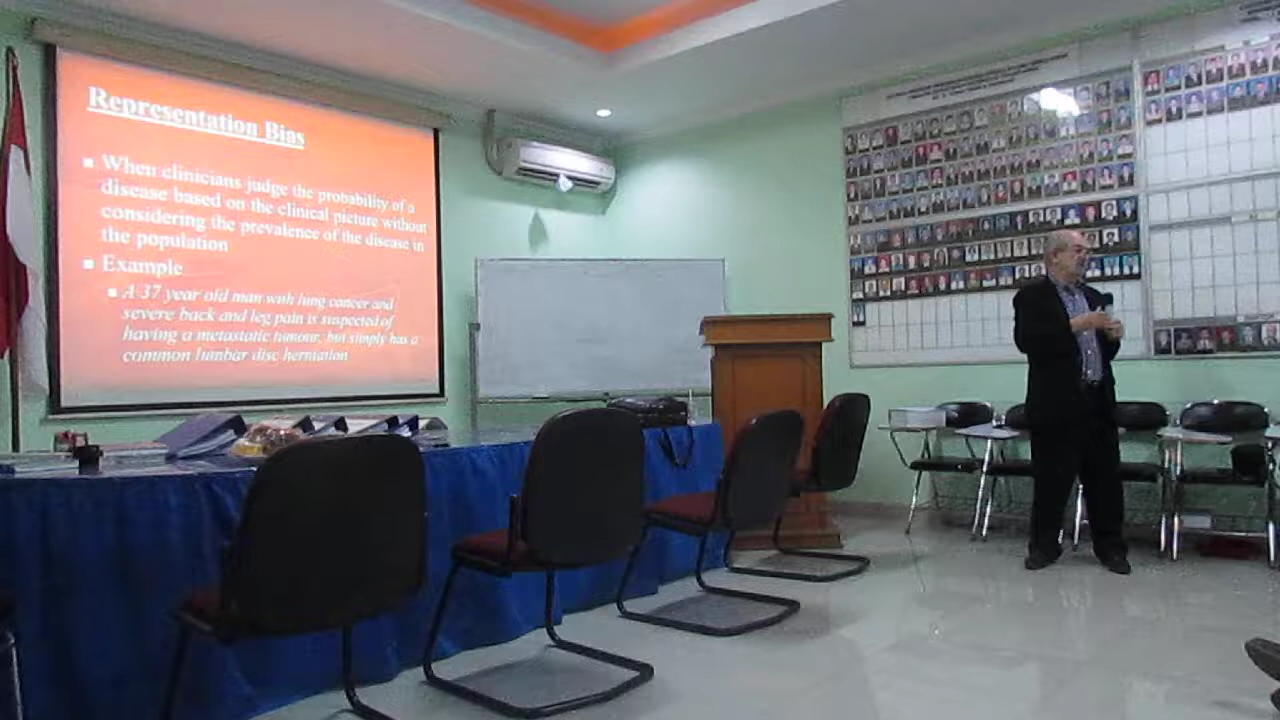 Representation Bias
When clinicians judge the probability of a
disease based on the clinical picture without
considering the prevalence of the disease in
the population
Example
A 37 year old man with lung cancer and
severe back and leg pain is suspected of
having a metastatic tumour, but simply has a
common lumbar disc herniation